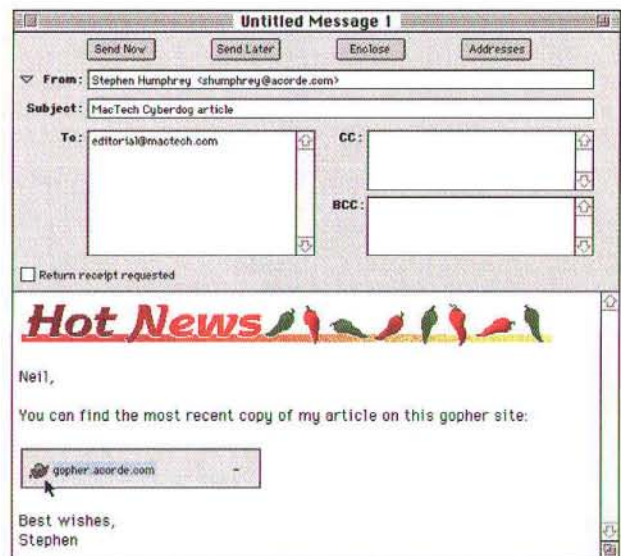 Untitled Message 1
Send Now Send Later Enclose Addresses
From: Stephen Humphrey <shumphrey@acorde.com>
Subject: MacTech Cyberdog article
To: editorial@mactech.com
CC:
BCC:
Return receipt requested
Hot News
Neil,
You can find the most recent copy of my article on this gopher site:
gopher.acorde.com
Best wishes,
Stephen